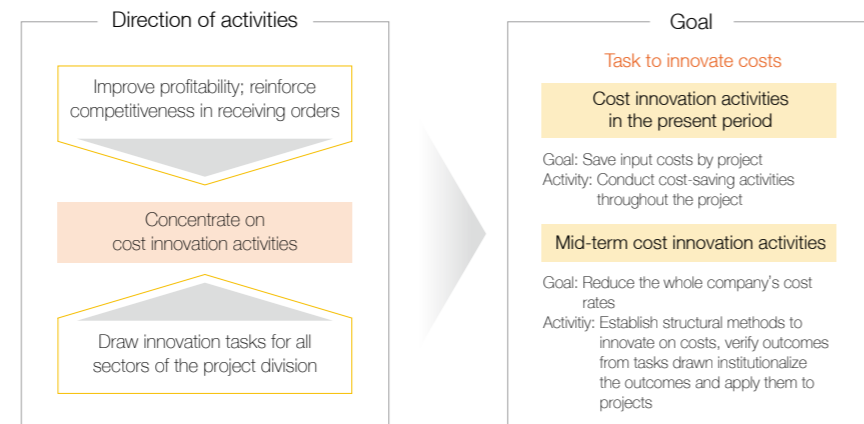 Direction of activities
Improve profitability; reinforce
competitiveness in receiving orders
Concentrate on
cost innovation activities
Draw innovation tasks for all
sectors of the project division
Goal
Task to innovate costs
Cost innovation activities
in the present period
Goal: Save input costs by project
Activity: Conduct cost-saving activities
throughout the project
Mid-term cost innovation activities
Goal: Reduce the whole company's cost
rates
Activitiy: Establish structural methods to
innovate on costs, verify outcomes
from tasks drawn institutionalize
the outcomes and apply them to
projects